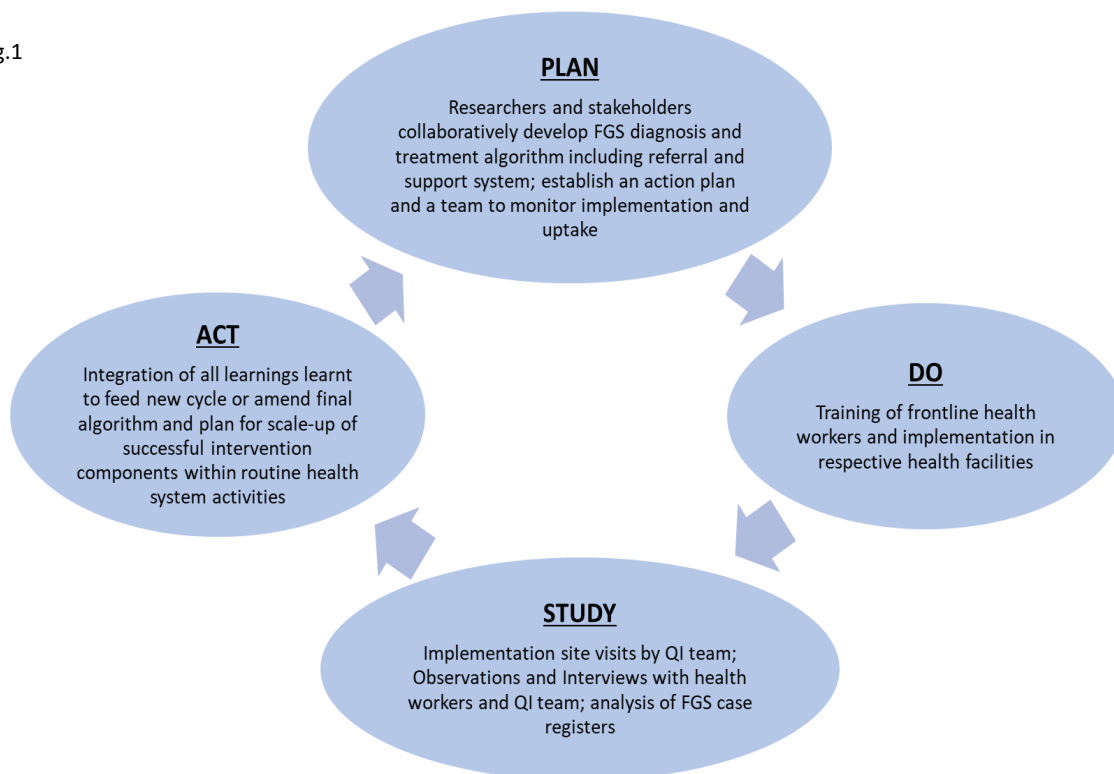 g.1
PLAN
Researchers and stakeholders
collaboratively develop FGS diagnosis and
treatment algorithm including referral and
support system; establish an action plan
and a team to monitor implementation and
uptake
ACT
Integration of all learnings learnt
to feed new cycle or amend final
algorithm and plan for scale-up of
successful intervention
components within routine health
system activities
DO
Training of frontline health
workers and implementation in
respective health facilities
STUDY
Implementation site visits by QI team;
Observations and Interviews with health
workers and QI team; analysis of FGS case
registers